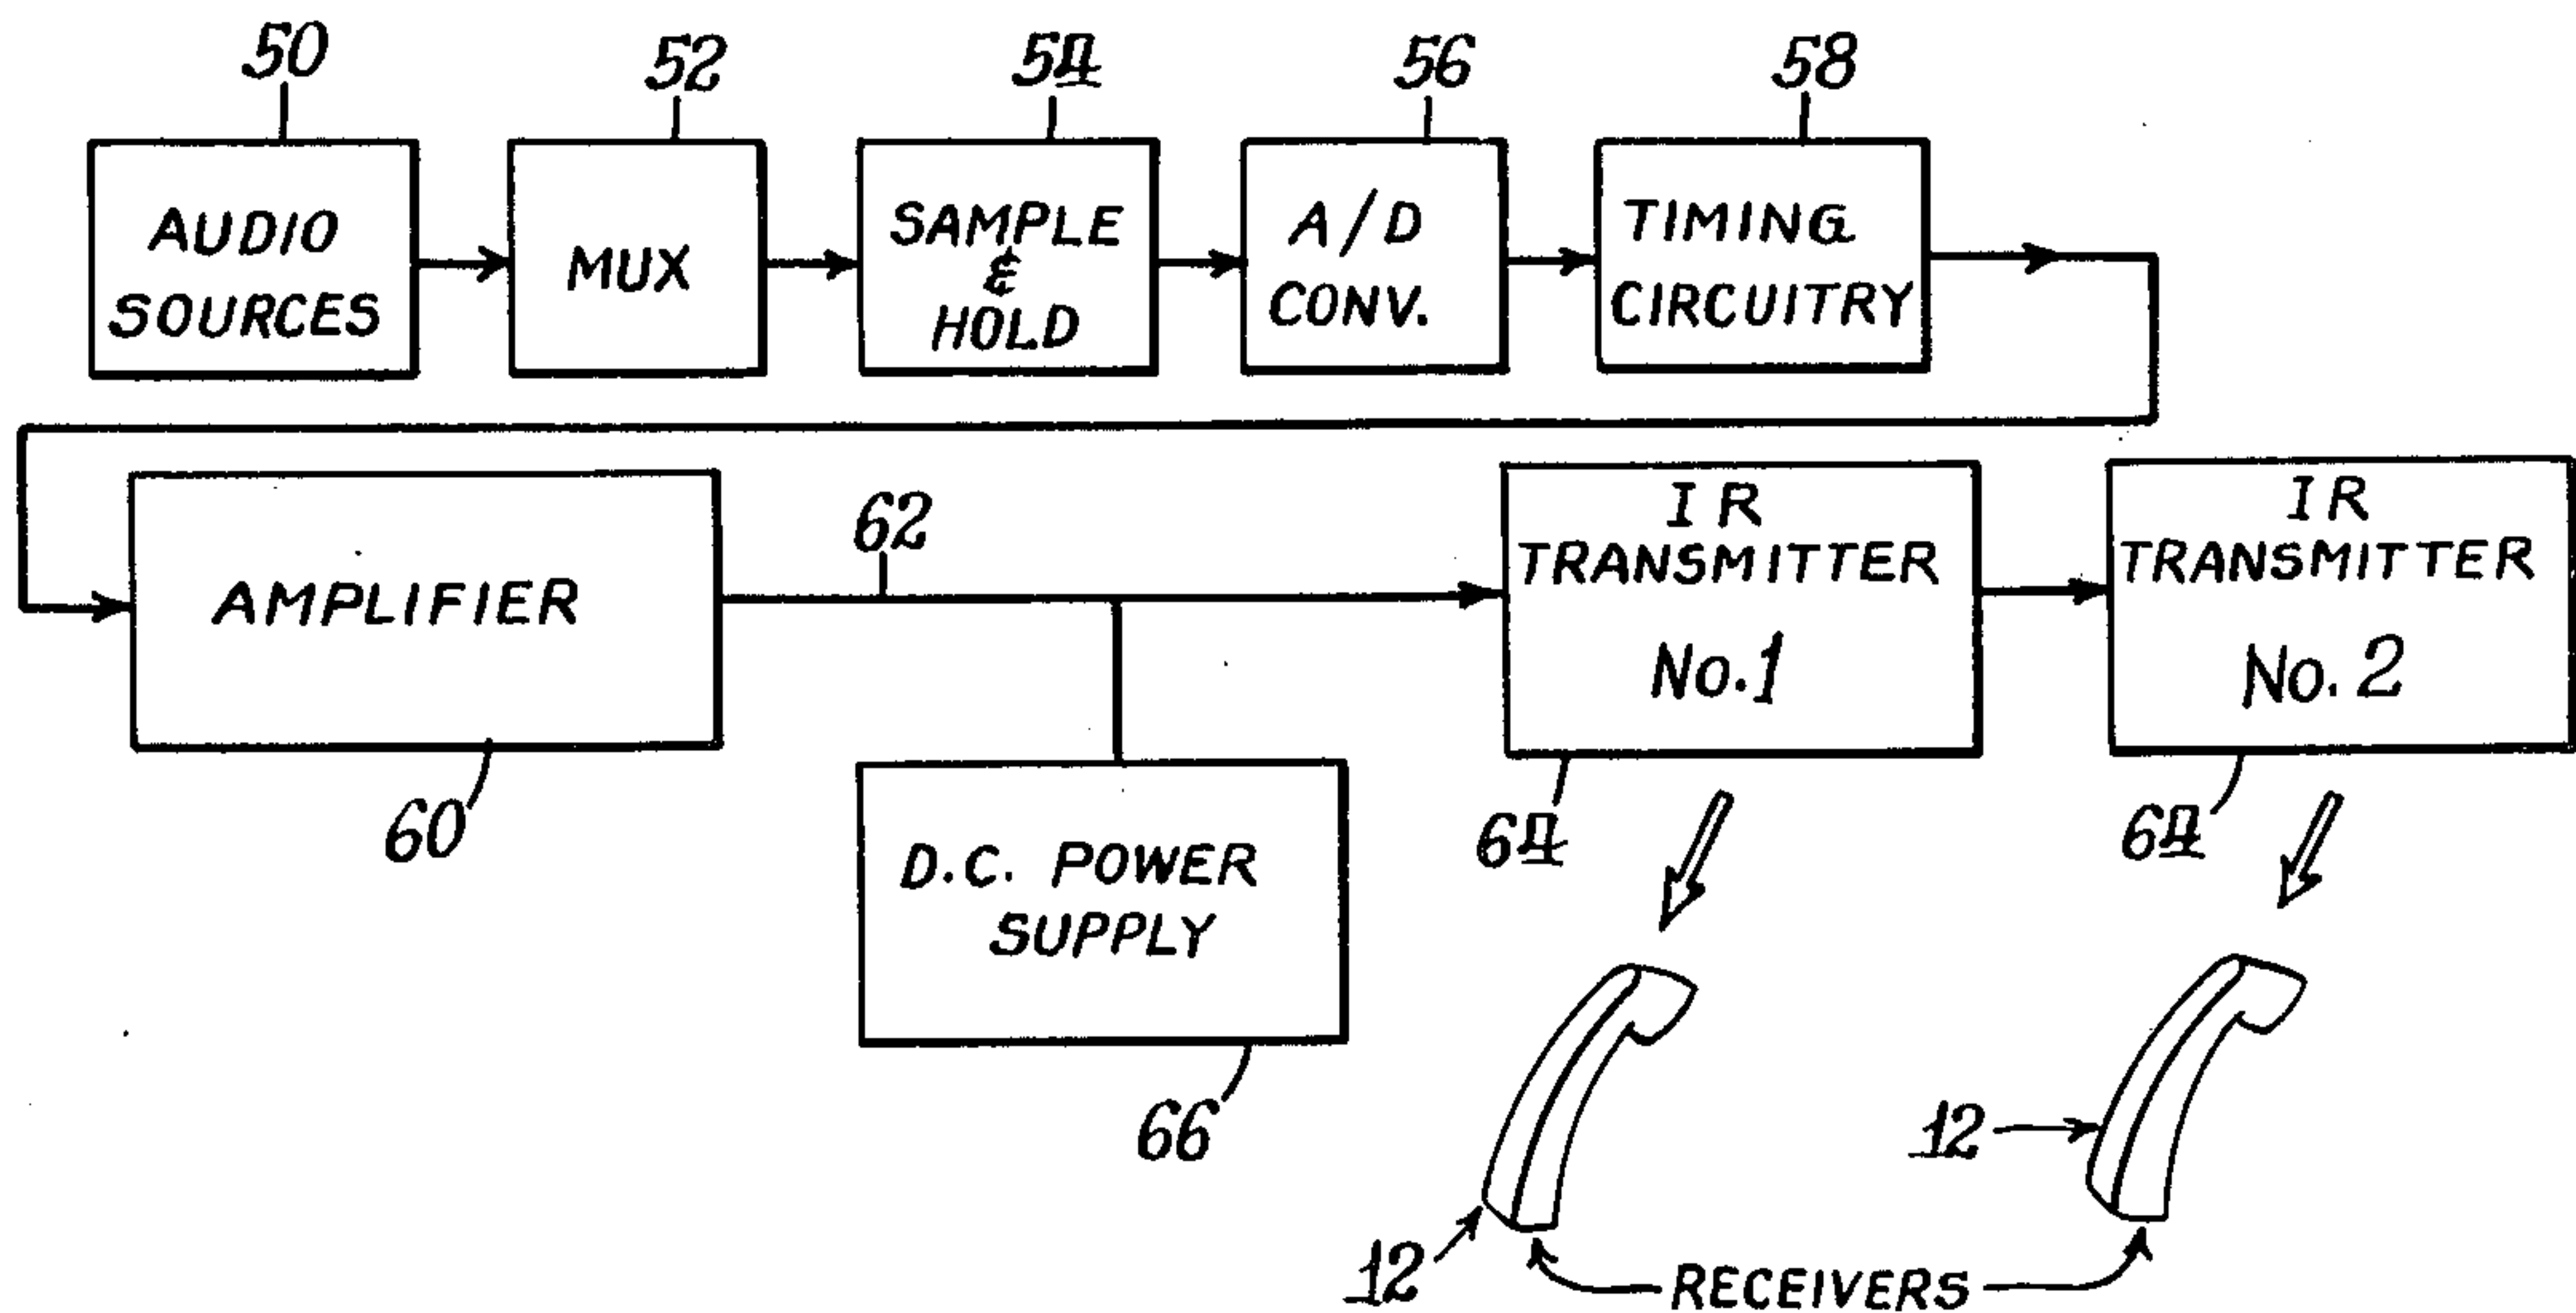 50
52
54
56
58
AUDIO
SOURCES
MUX
SAMPLE
&
HOLD
A/D
CONV.
TIMING
CIRCUITRY
AMPLIFIER
60
62
D.C. POWER
SUPPLY
66
IR
TRANSMITTER
No. 1
64
IR
TRANSMITTER
No. 2
64
12
12
RECEIVERS